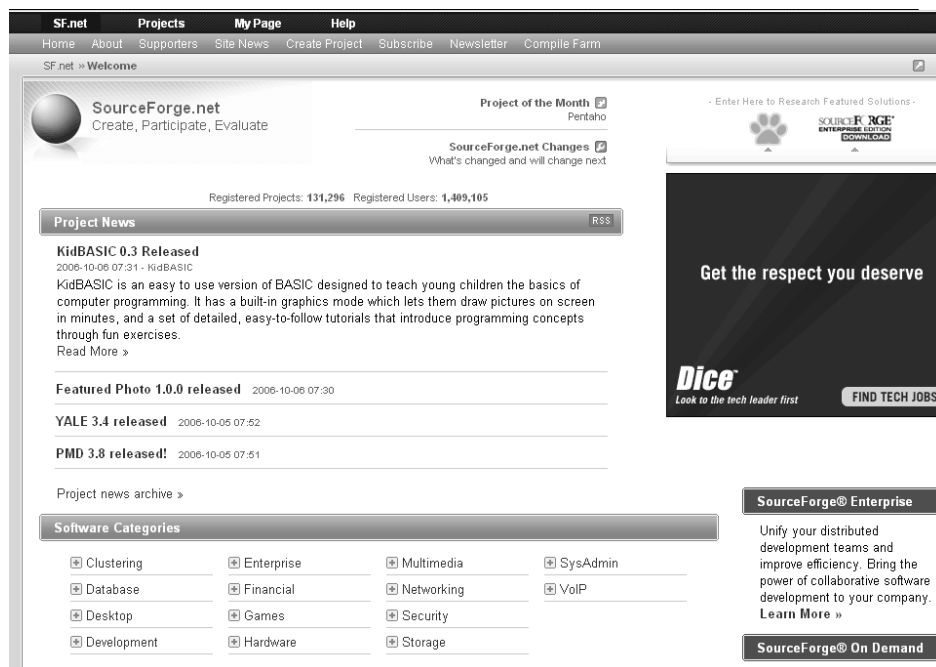 SF.net Projects My Page Help
Home About Supporters Site News Create Project Subscribe Newsletter Compile Farm
SF.net » Welcome
SourceForge.net
Create, Participate, Evaluate
Project of the Month
Pentaho
SourceForge.net Changes
What's changed and will change next
- Enter Here to Research Featured Solutions -
SOURCEFORGE
ENTERPRISE EDITION
DOWNLOAD
Registered Projects: 131,296 Registered Users: 1,409,105
Project News RSS
KidBASIC 0.3 Released
2006-10-06 07:31 - KidBASIC
KidBASIC is an easy to use version of BASIC designed to teach young children the basics of
computer programming. It has a built-in graphics mode which lets them draw pictures on screen
in minutes, and a set of detailed, easy-to-follow tutorials that introduce programming concepts
through fun exercises.
Read More »
Featured Photo 1.0.0 released 2006-10-06 07:30
YALE 3.4 released 2006-10-05 07:52
PMD 3.8 released! 2006-10-05 07:51
Project news archive »
Get the respect you deserve
Dice
Look to the tech leader first
FIND TECH JOBS
Software Categories
Clustering Enterprise Multimedia SysAdmin
Database Financial Networking VoIP
Desktop Games Security
Development Hardware Storage
SourceForge® Enterprise
Unify your distributed
development teams and
improve efficiency. Bring the
power of collaborative software
development to your company.
Learn More »
SourceForge® On Demand